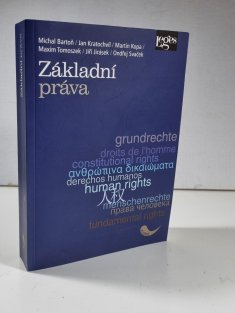 Michal Bartoň / Jan Kratochvíl / Martin Kopa /
Maxim Tomoszek / Jiří Jirásek / Ondřej Svaček
leges
Základní
práva
grundrechte
droits de l'homme
constitutional rights
ανθρώπινα δικαιώματα
derechos humanos
human rights
人权
menschenrechte
права человека
fundamental rights